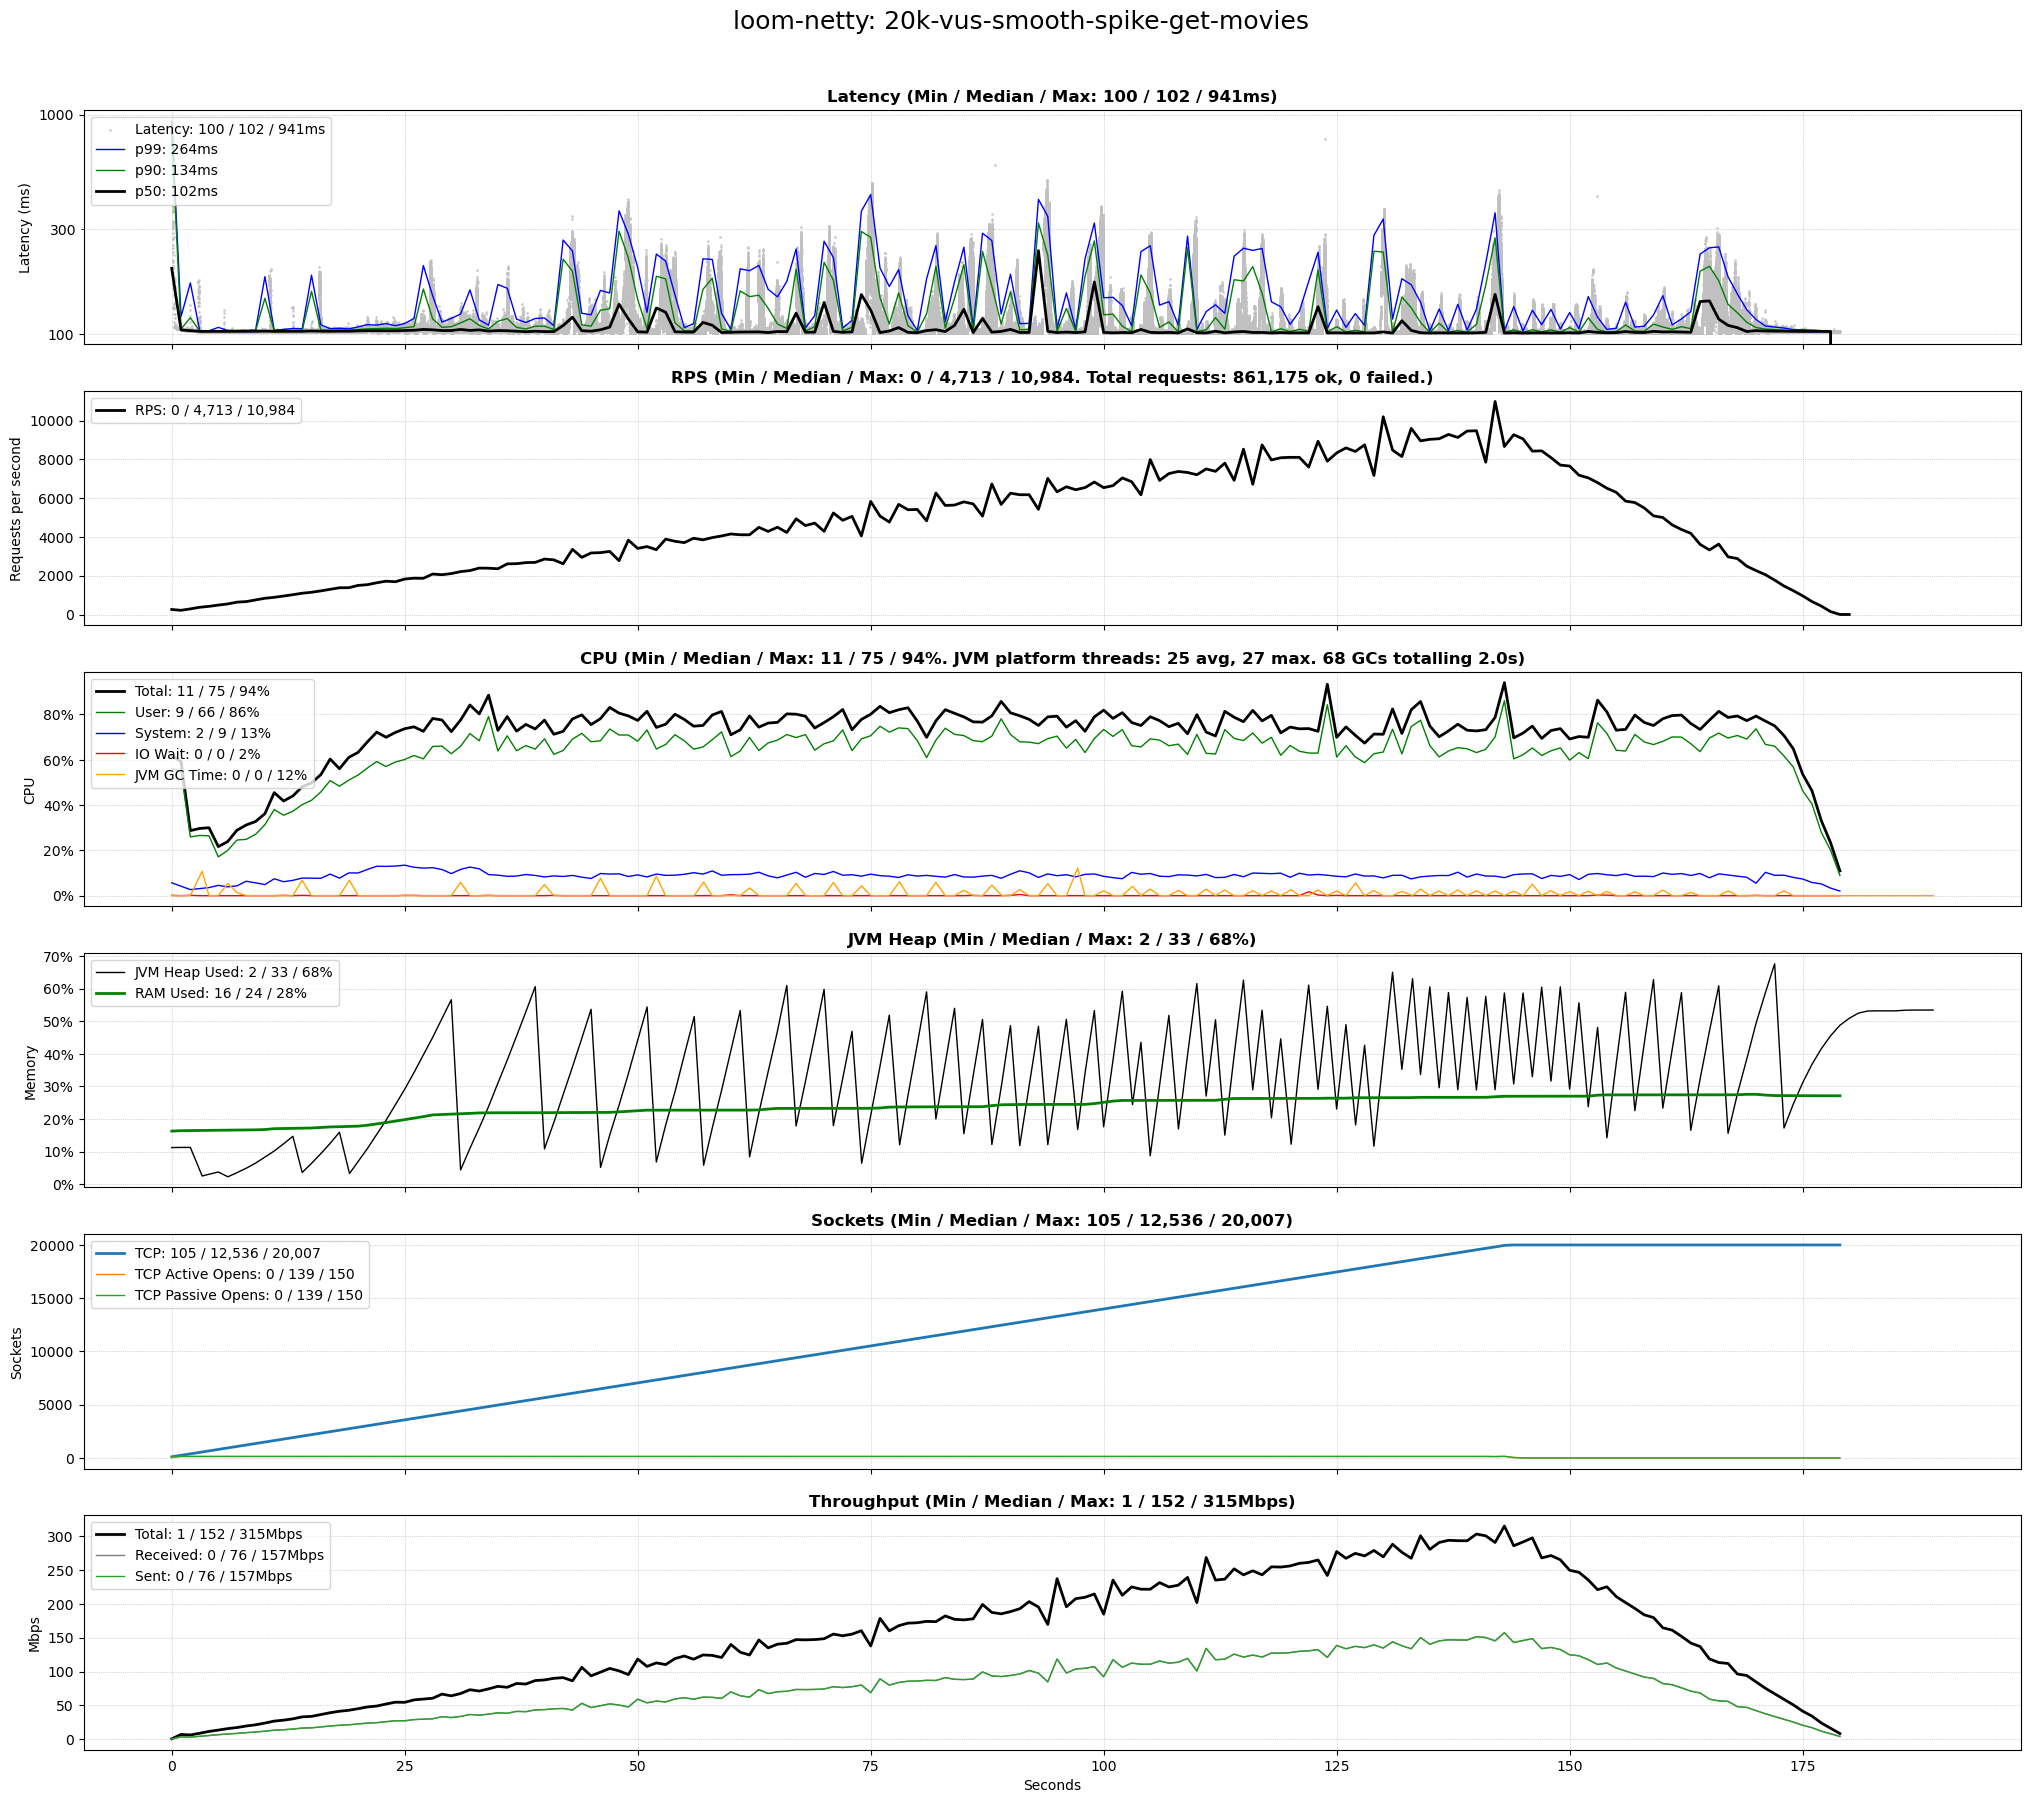 loom-netty: 20k-vus-smooth-spike-get-movies
Latency (Min / Median / Max: 100 / 102 / 941ms)
Latency: 100 / 102 / 941ms
p99: 264ms
p90: 134ms
p50: 102ms
1000
300
100
Latency (ms)
RPS (Min / Median / Max: 0 / 4,713 / 10,984. Total requests: 861,175 ok, 0 failed.)
RPS: 0 / 4,713 / 10,984
10000
8000
6000
4000
2000
0
Requests per second
CPU (Min / Median / Max: 11 / 75 / 94%. JVM platform threads: 25 avg, 27 max. 68 GCs totalling 2.0s)
Total: 11 / 75 / 94%
User: 9 / 66 / 86%
System: 2 / 9 / 13%
IO Wait: 0 / 0 / 2%
JVM GC Time: 0 / 0 / 12%
80%
60%
40%
20%
0%
CPU
JVM Heap (Min / Median / Max: 2 / 33 / 68%)
JVM Heap Used: 2 / 33 / 68%
RAM Used: 16 / 24 / 28%
70%
60%
50%
40%
30%
20%
10%
0%
Memory
Sockets (Min / Median / Max: 105 / 12,536 / 20,007)
TCP: 105 / 12,536 / 20,007
TCP Active Opens: 0 / 139 / 150
TCP Passive Opens: 0 / 139 / 150
20000
15000
10000
5000
0
Sockets
Throughput (Min / Median / Max: 1 / 152 / 315Mbps)
Total: 1 / 152 / 315Mbps
Received: 0 / 76 / 157Mbps
Sent: 0 / 76 / 157Mbps
300
250
200
150
100
50
0
Mbps
0 25 50 75 100 125 150 175
Seconds